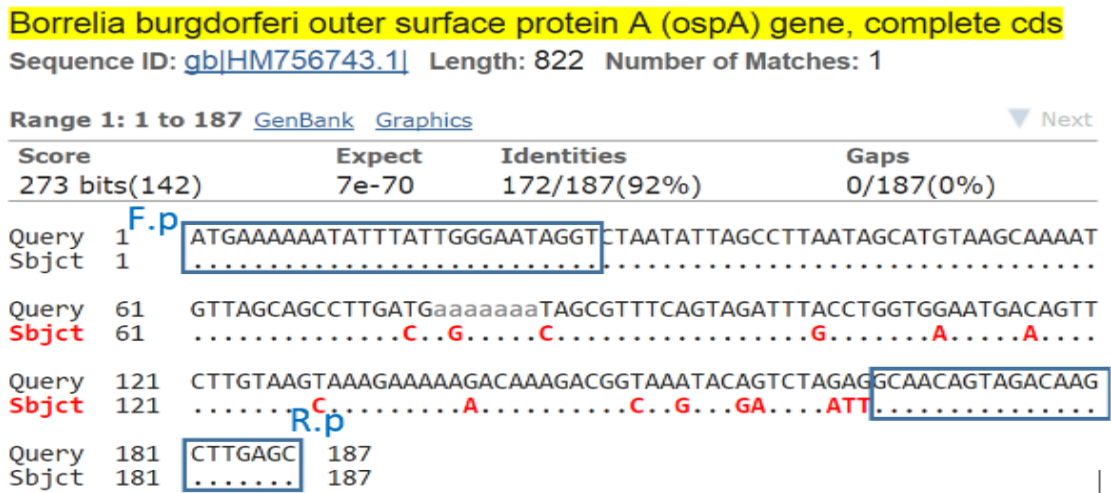 Borrelia burgdorferi outer surface protein A (ospA) gene, complete cds
Sequence ID: gb|HM756743.1| Length: 822 Number of Matches: 1
Range 1: 1 to 187 GenBank Graphics ▼ Next
Score Expect Identities Gaps
273 bits(142) 7e-70 172/187(92%) 0/187(0%)
F.p
Query 1 ATGAAAAAATATTTATTGGGAATAGGTCTAATATTAGCCTTAATAGCATGTAAGCAAAAT
Sbjct 1 ............................................................
Query 61 GTTAGCAGCCTTGATGaaaaaaaTAGCGTTTCAGTAGATTTACCTGGTGGAATGACAGTT
Sbjct 61 ..............C..G.....C.................G.......A.....A....
Query 121 CTTGTAAGTAAAGAAAAAGACAAAGACGGTAAATACAGTCTAGAGGCAACAGTAGACAAG
Sbjct 121 ........C.........A..........C..G...GA....ATT...............
R.p
Query 181 CTTGAGC 187
Sbjct 181 ....... 187